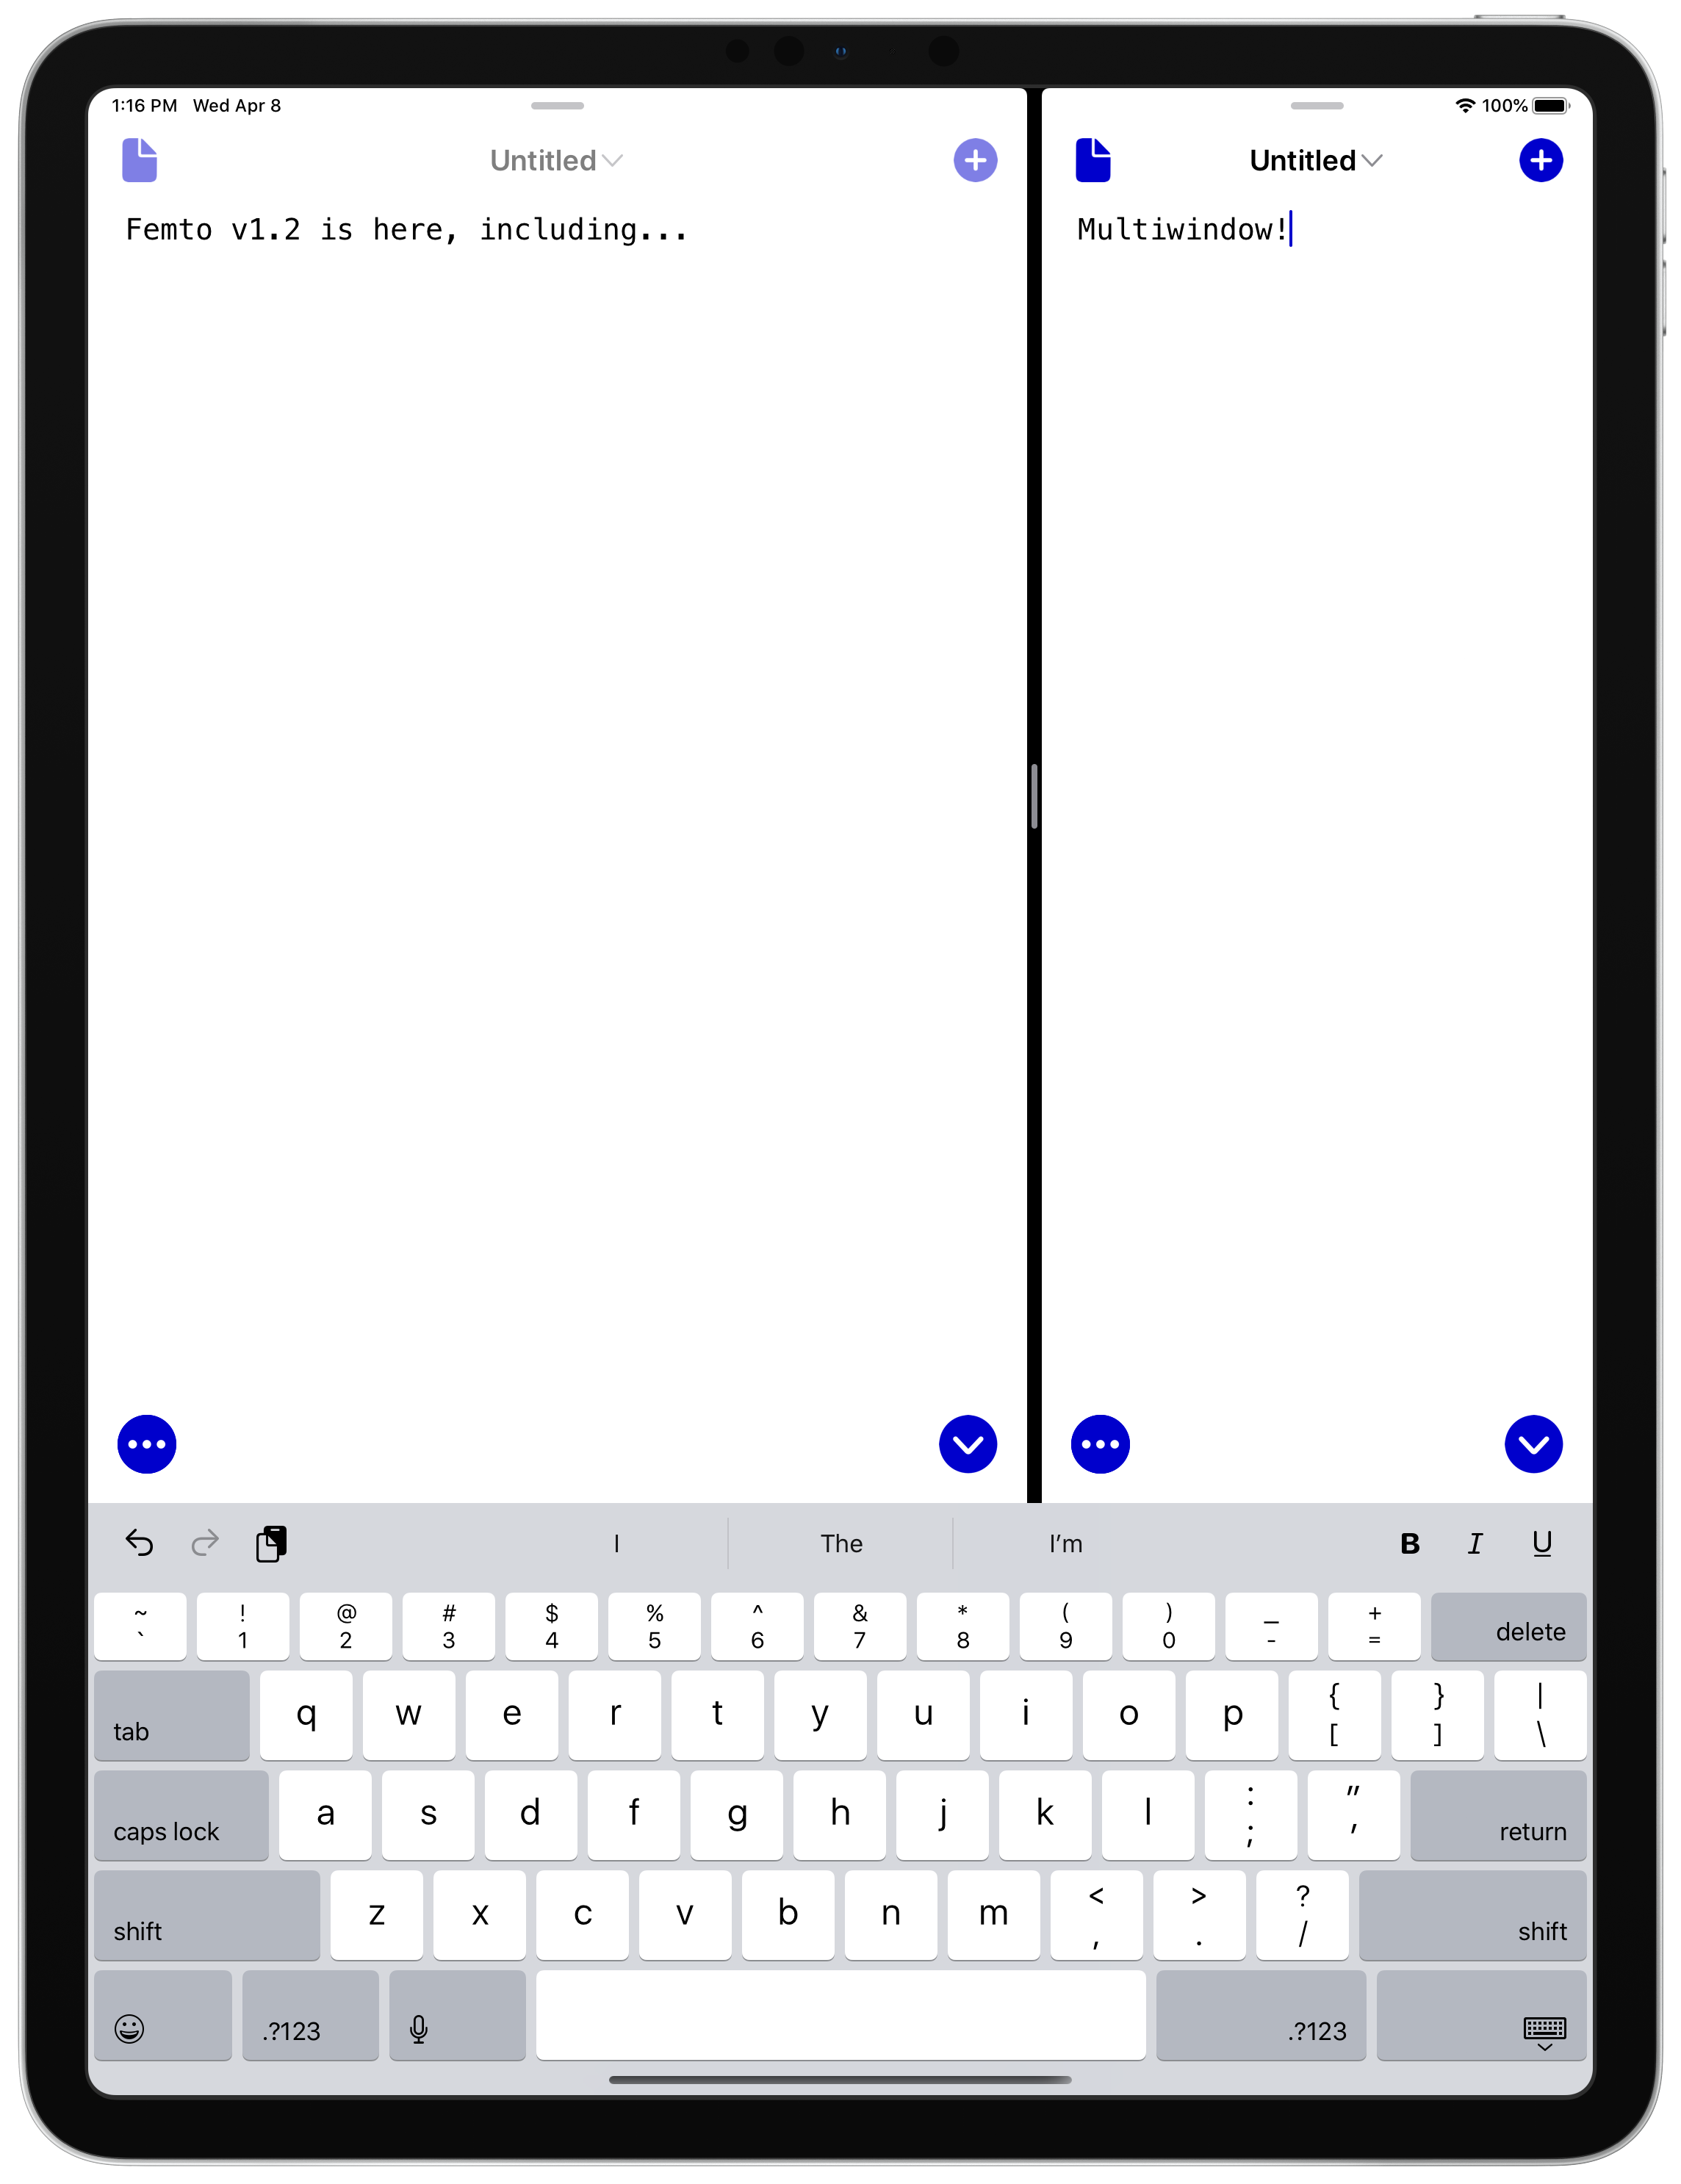 1:16 PM Wed Apr 8
100%
Untitled
Untitled
Femto v1.2 is here, including...
Multiwindow!
I The I’m B I U
~ ! @ # $ % ^ & * ( ) _ +
` 1 2 3 4 5 6 7 8 9 0 - = delete
tab q w e r t y u i o p { [ } ] | \
caps lock a s d f g h j k l : ; " ' return
shift z x c v b n m < , > . ? / shift
.?123 .?123